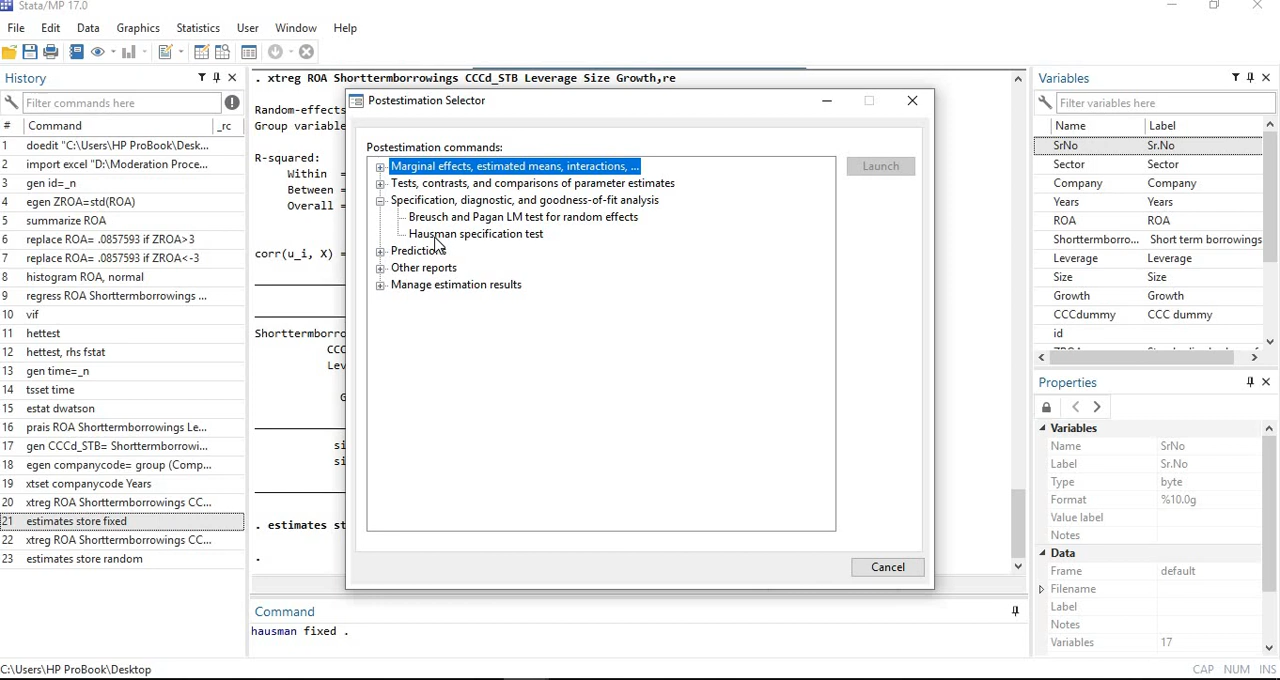 Stata/MP 17.0
File Edit Data Graphics Statistics User Window Help
History
Filter commands here
# Command _rc
1 doedit "C:\Users\HP ProBook\Desk...
2 import excel "D:\Moderation Proce...
3 gen id=_n
4 egen ZROA=std(ROA)
5 summarize ROA
6 replace ROA= .0857593 if ZROA>3
7 replace ROA= .0857593 if ZROA<-3
8 histogram ROA, normal
9 regress ROA Shorttermborrowings ...
10 vif
11 hettest
12 hettest, rhs fstat
13 gen time=_n
14 tsset time
15 estat dwatson
16 prais ROA Shorttermborrowings Le...
17 gen CCCd_STB= Shorttermborrowi...
18 egen companycode= group (Comp...
19 xtset companycode Years
20 xtreg ROA Shorttermborrowings CC...
21 estimates store fixed
22 xtreg ROA Shorttermborrowings CC...
23 estimates store random
. xtreg ROA Shorttermborrowings CCCd_STB Leverage Size Growth,re
Random-effects
Group variable
R-squared:
Within =
Between =
Overall =
corr(u_i, X) =
Shorttermborro
CCC
Lev
G
si
si
. estimates st
.
Postestimation Selector
Postestimation commands:
Marginal effects, estimated means, interactions, ...
Tests, contrasts, and comparisons of parameter estimates
Specification, diagnostic, and goodness-of-fit analysis
Breusch and Pagan LM test for random effects
Hausman specification test
Predictions
Other reports
Manage estimation results
Launch
Cancel
Command
hausman fixed .
Variables
Filter variables here
Name Label
SrNo Sr.No
Sector Sector
Company Company
Years Years
ROA ROA
Shorttermborro... Short term borrowings
Leverage Leverage
Size Size
Growth Growth
CCCdummy CCC dummy
id
Properties
Variables
Name SrNo
Label Sr.No
Type byte
Format %10.0g
Value label
Notes
Data
Frame default
Filename
Label
Notes
Variables 17
C:\Users\HP ProBook\Desktop
CAP NUM INS